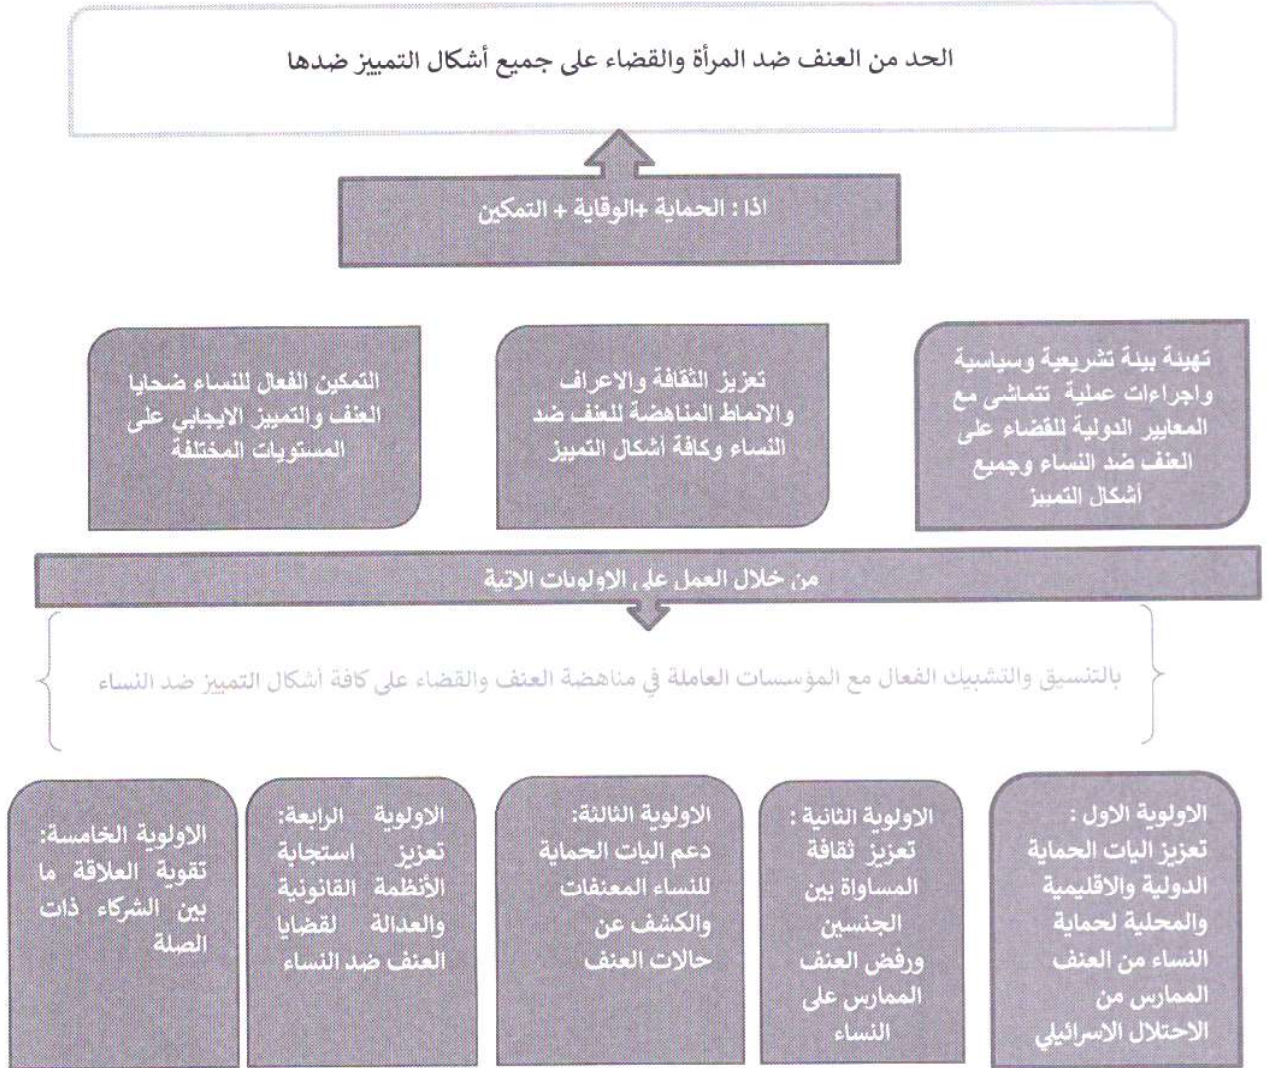 الحد من العنف ضد المرأة والقضاء على جميع أشكال التمييز ضدها
اذا : الحماية +الوقاية + التمكين
تهيئة بيئة تشريعية وسياسية
واجراءات عملية تتماشى مع
المعايير الدولية للقضاء على
العنف ضد النساء وجميع
أشكال التمييز
تعزيز الثقافة والاعراف
والانماط المناهضة للعنف ضد
النساء وكافة أشكال التمييز
التمكين الفعال للنساء ضحايا
العنف والتمييز الايجابي على
المستويات المختلفة
من خلال العمل على الاولويات الاتية
بالتنسيق والتشبيك الفعال مع المؤسسات العاملة في مناهضة العنف والقضاء على كافة أشكال التمييز ضد النساء
الاولوية الاول :
تعزيز اليات الحماية
الدولية والاقليمية
والمحلية لحماية
النساء من العنف
الممارس من
الاحتلال الاسرائيلي
الاولوية الثانية :
تعزيز ثقافة
المساواة بين
الجنسين
ورفض العنف
الممارس على
النساء
الاولوية الثالثة:
دعم اليات الحماية
للنساء المعنفات
والكشف عن
حالات العنف
الاولوية الرابعة:
تعزيز استجابة
الأنظمة القانونية
والعدالة لقضايا
العنف ضد النساء
الاولوية الخامسة:
تقوية العلاقة ما
بين الشركاء ذات
الصلة